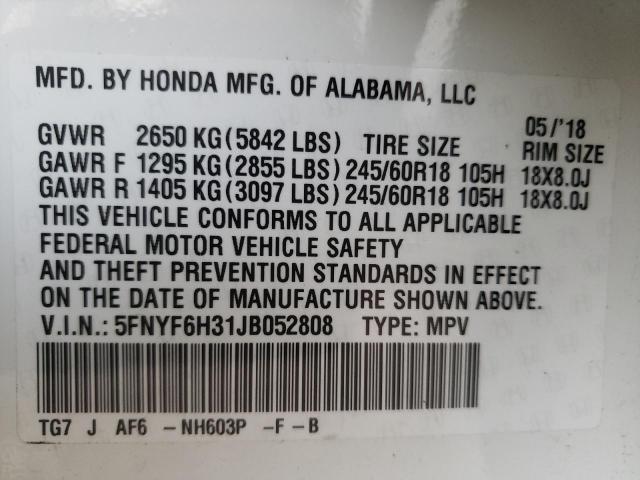 MFD. BY HONDA MFG. OF ALABAMA, LLC
05/'18
GVWR 2650 KG(5842 LBS) TIRE SIZE RIM SIZE
GAWR F 1295 KG(2855 LBS)245/60R18 105H 18X8.0J
GAWR R 1405 KG(3097 LBS)245/60R18 105H 18X8.0J
THIS VEHICLE CONFORMS TO ALL APPLICABLE
FEDERAL MOTOR VEHICLE SAFETY
AND THEFT PREVENTION STANDARDS IN EFFECT
ON THE DATE OF MANUFACTURE SHOWN ABOVE.
V.I.N.: 5FNYF6H31JB052808 TYPE: MPV
TG7 J AF6 -NH603P -F-B